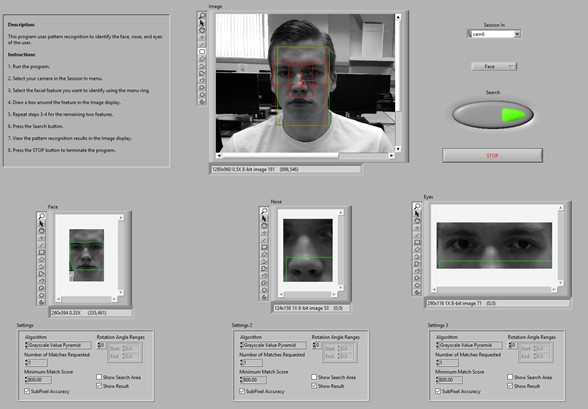 Description:
This program uses pattern recognition to identify the face, nose, and eyes
of the user.
Instructions:
1. Run the program.
2. Select your camera in the Session In menu.
3. Select the facial feature you want to identify using the menu ring.
4. Draw a box around the feature in the Image display.
5. Repeat steps 3-4 for the remaining two features.
6. Press the Search button.
7. View the pattern recognition results in the Image display.
8. Press the STOP button to terminate the program.
Image
1280x960 0.5X 8-bit image 181 (896,546)
Session In
cam6
Face
Search
STOP
Face
260x394 0.33X (335,461)
Nose
124x158 1X 8-bit image 53 (0,0)
Eyes
290x116 1X 8-bit image 71 (0,0)
Settings
Algorithm
Grayscale Value Pyramid
Number of Matches Requested
1
Minimum Match Score
800.00
SubPixel Accuracy
Rotation Angle Ranges
0
Start 0.0
End 0.0
Show Search Area
Show Result
Settings 2
Algorithm
Grayscale Value Pyramid
Number of Matches Requested
1
Minimum Match Score
800.00
SubPixel Accuracy
Rotation Angle Ranges
0
Start 0.0
End 0.0
Show Search Area
Show Result
Settings 3
Algorithm
Grayscale Value Pyramid
Number of Matches Requested
1
Minimum Match Score
800.00
SubPixel Accuracy
Rotation Angle Ranges
0
Start 0.0
End 0.0
Show Search Area
Show Result